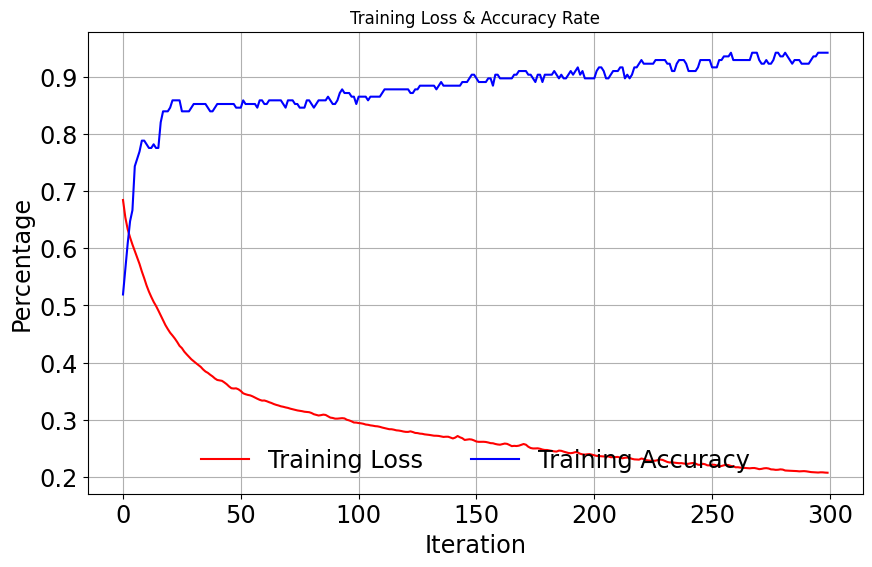 Training Loss & Accuracy Rate
Percentage
0.9
0.8
0.7
0.6
0.5
0.4
0.3
0.2
Training Loss Training Accuracy
0 50 100 150 200 250 300
Iteration